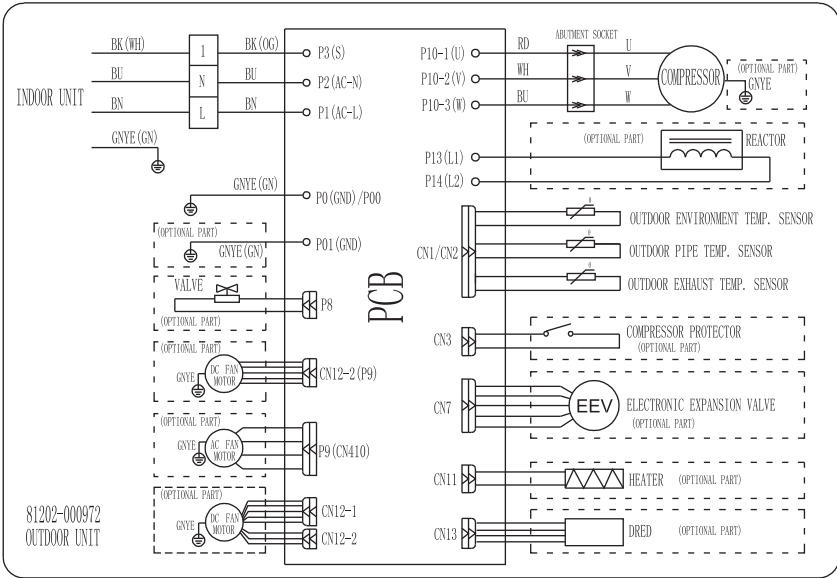 INDOOR UNIT
BK(WH)
1
BK(OG)
P3(S)
BU
N
BU
P2(AC-N)
BN
L
BN
P1(AC-L)
GNYE(GN)
GNYE(GN)
P0(GND)/P00
(OPTIONAL PART)
GNYE(GN)
P01(GND)
VALVE
P8
(OPTIONAL PART)
(OPTIONAL PART)
GNYE
DC FAN
MOTOR
CN12-2(P9)
(OPTIONAL PART)
GNYE
AC FAN
MOTOR
P9(CN410)
(OPTIONAL PART)
GNYE
DC FAN
MOTOR
CN12-1
CN12-2
81202-000972
OUTDOOR UNIT
PCB
ABUTMENT SOCKET
P10-1(U)
RD
U
P10-2(V)
WH
V
P10-3(W)
BU
W
COMPRESSOR
(OPTIONAL PART)
GNYE
(OPTIONAL PART)
REACTOR
P13(L1)
P14(L2)
CN1/CN2
θ
OUTDOOR ENVIRONMENT TEMP. SENSOR
θ
OUTDOOR PIPE TEMP. SENSOR
θ
OUTDOOR EXHAUST TEMP. SENSOR
CN3
COMPRESSOR PROTECTOR
(OPTIONAL PART)
CN7
EEV
ELECTRONIC EXPANSION VALVE
(OPTIONAL PART)
CN11
HEATER (OPTIONAL PART)
CN13
DRED (OPTIONAL PART)